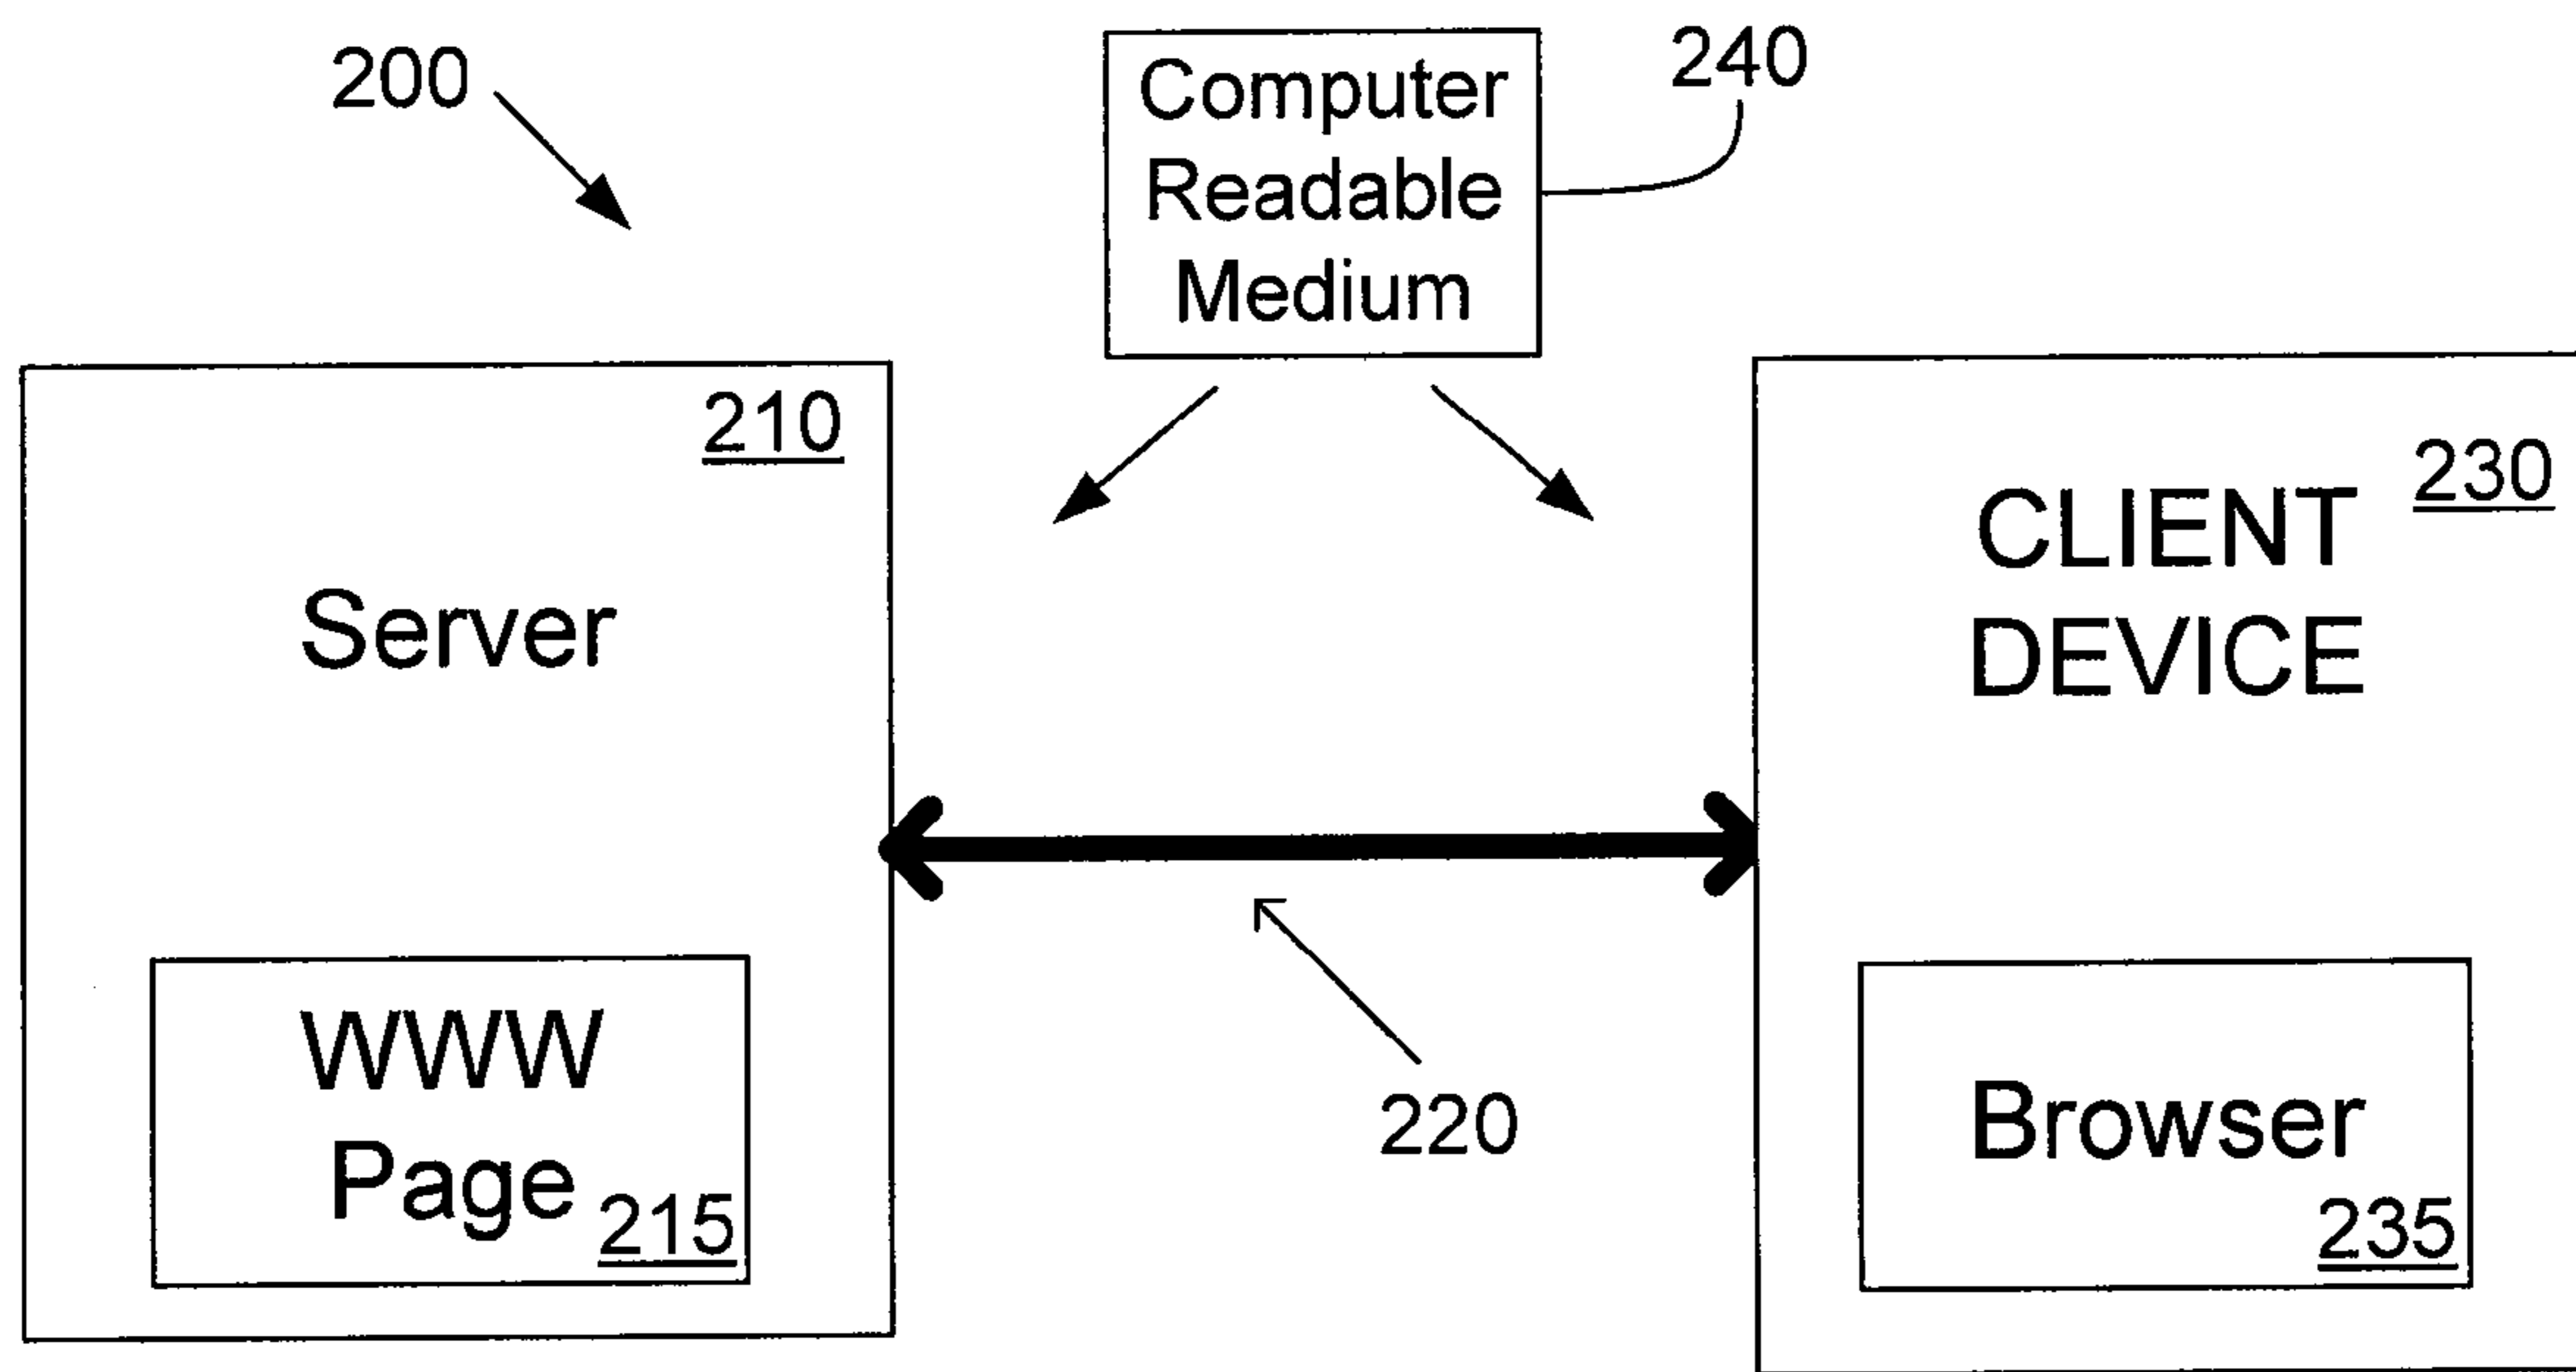 200
Computer
Readable
Medium
240
210
Server
WWW
Page
215
220
230
CLIENT
DEVICE
Browser
235